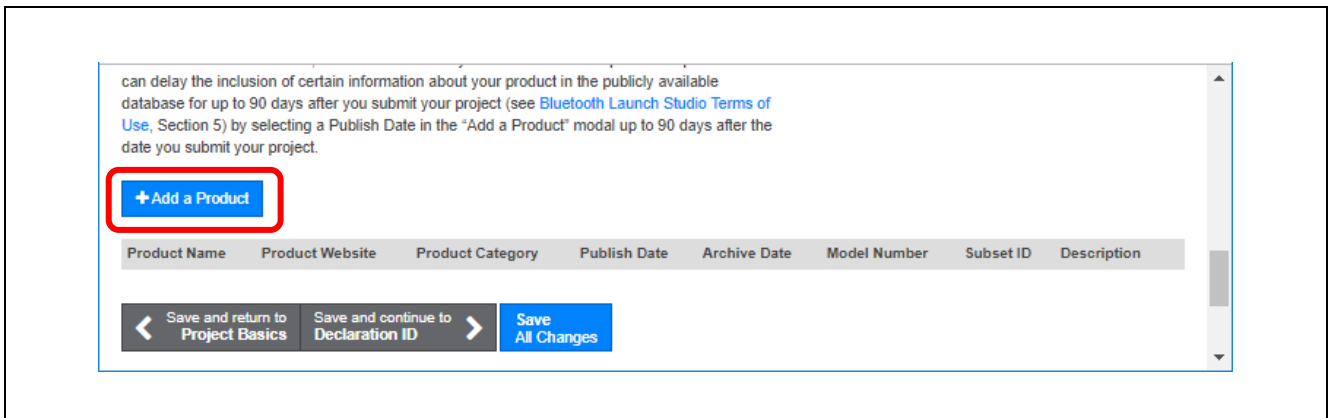 can delay the inclusion of certain information about your product in the publicly available
database for up to 90 days after you submit your project (see Bluetooth Launch Studio Terms of
Use, Section 5) by selecting a Publish Date in the “Add a Product” modal up to 90 days after the
date you submit your project.
+Add a Product
Product Name Product Website Product Category Publish Date Archive Date Model Number Subset ID Description
Save and return to Save and continue to Save
Project Basics Declaration ID All Changes